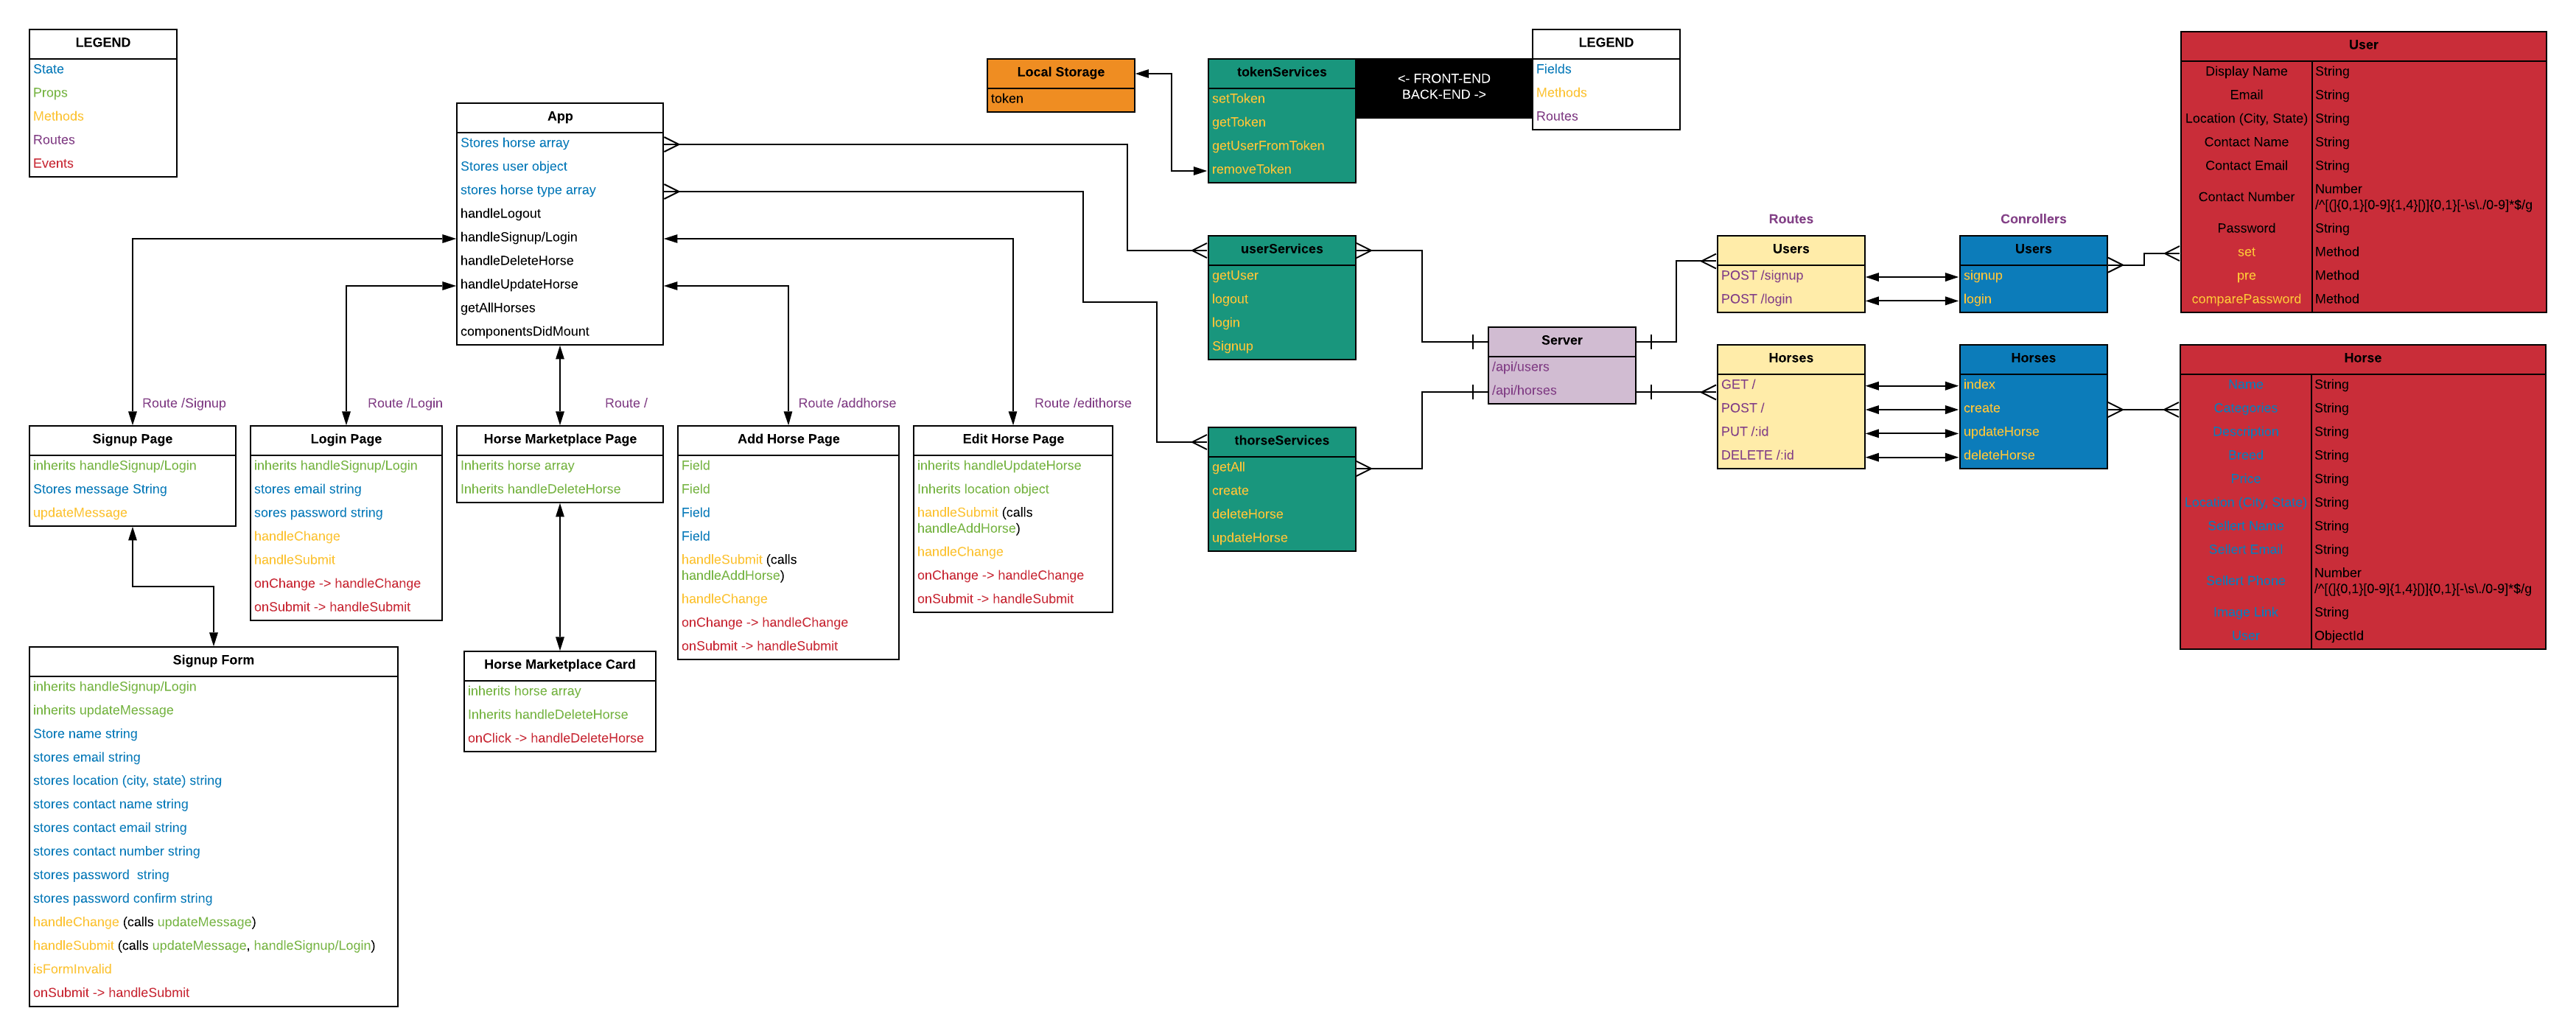 LEGEND
State
Props
Methods
Routes
Events
App
Stores horse array
Stores user object
stores horse type array
handleLogout
handleSignup/Login
handleDeleteHorse
handleUpdateHorse
getAllHorses
componentsDidMount
Route /Signup
Route /Login
Route /
Route /addhorse
Route /edithorse
Signup Page
inherits handleSignup/Login
Stores message String
updateMessage
Login Page
inherits handleSignup/Login
stores email string
sores password string
handleChange
handleSubmit
onChange -> handleChange
onSubmit -> handleSubmit
Horse Marketplace Page
Inherits horse array
Inherits handleDeleteHorse
Add Horse Page
Field
Field
Field
Field
handleSubmit (calls
handleAddHorse)
handleChange
onChange -> handleChange
onSubmit -> handleSubmit
Edit Horse Page
inherits handleUpdateHorse
Inherits location object
handleSubmit (calls
handleAddHorse)
handleChange
onChange -> handleChange
onSubmit -> handleSubmit
Signup Form
inherits handleSignup/Login
inherits updateMessage
Store name string
stores email string
stores location (city, state) string
stores contact name string
stores contact email string
stores contact number string
stores password  string
stores password confirm string
handleChange (calls updateMessage)
handleSubmit (calls updateMessage, handleSignup/Login)
isFormInvalid
onSubmit -> handleSubmit
Horse Marketplace Card
inherits horse array
Inherits handleDeleteHorse
onClick -> handleDeleteHorse
Local Storage
token
tokenServices
setToken
getToken
getUserFromToken
removeToken
<- FRONT-END
BACK-END ->
LEGEND
Fields
Methods
Routes
userServices
getUser
logout
login
Signup
thorseServices
getAll
create
deleteHorse
updateHorse
Server
/api/users
/api/horses
Routes
Users
POST /signup
POST /login
Horses
GET /
POST /
PUT /:id
DELETE /:id
Conrollers
Users
signup
login
Horses
index
create
updateHorse
deleteHorse
User
Display Name String
Email String
Location (City, State) String
Contact Name String
Contact Email String
Contact Number Number
/^[(]{0,1}[0-9]{1,4}[)]{0,1}[-\s\./0-9]*$/g
Password String
set Method
pre Method
comparePassword Method
Horse
Name String
Categories String
Description String
Breed String
Price String
Location (City, State) String
Sellert Name String
Sellert Email String
Sellert Phone Number
/^[(]{0,1}[0-9]{1,4}[)]{0,1}[-\s\./0-9]*$/g
Image Link String
User ObjectId